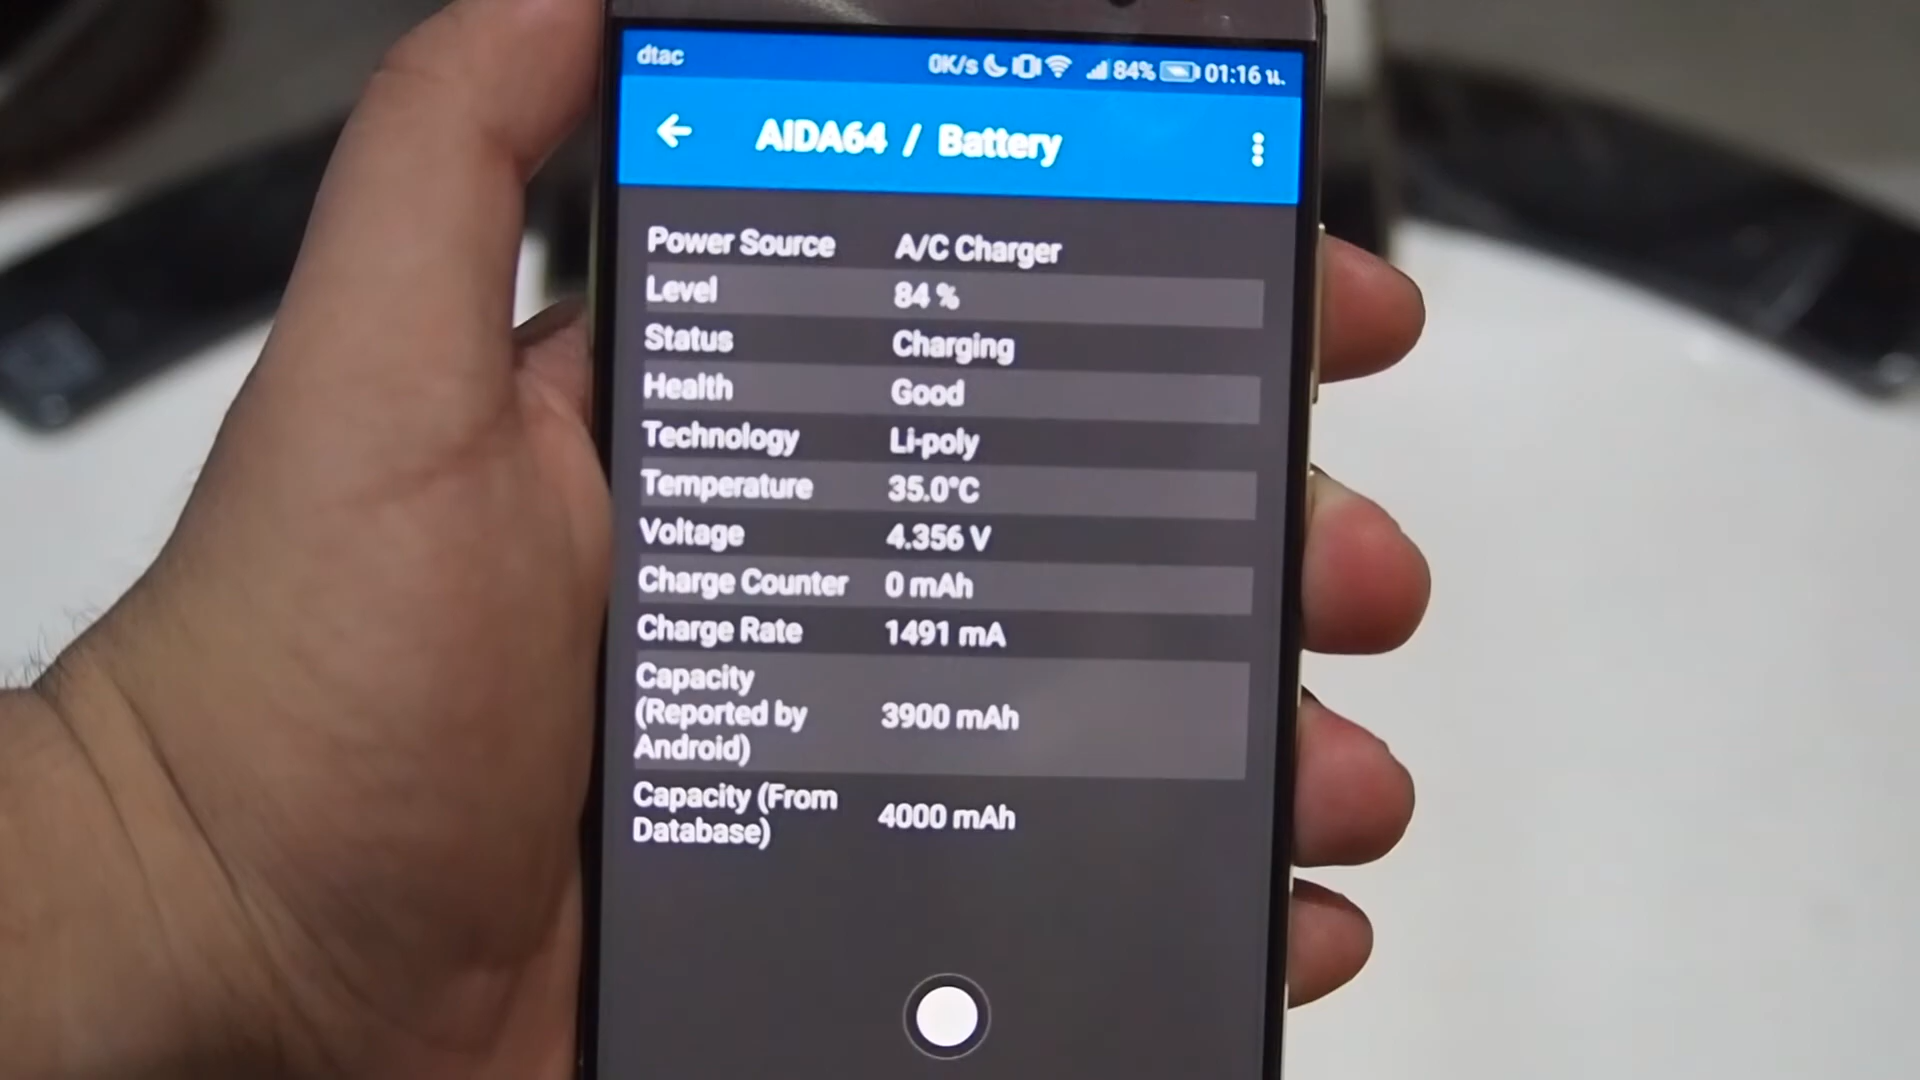 dtac 0K/s 84% 01:16 น.
AIDA64 / Battery
Power Source A/C Charger
Level 84 %
Status Charging
Health Good
Technology Li-poly
Temperature 35.0°C
Voltage 4.356 V
Charge Counter 0 mAh
Charge Rate 1491 mA
Capacity
(Reported by 3900 mAh
Android)
Capacity (From
Database) 4000 mAh